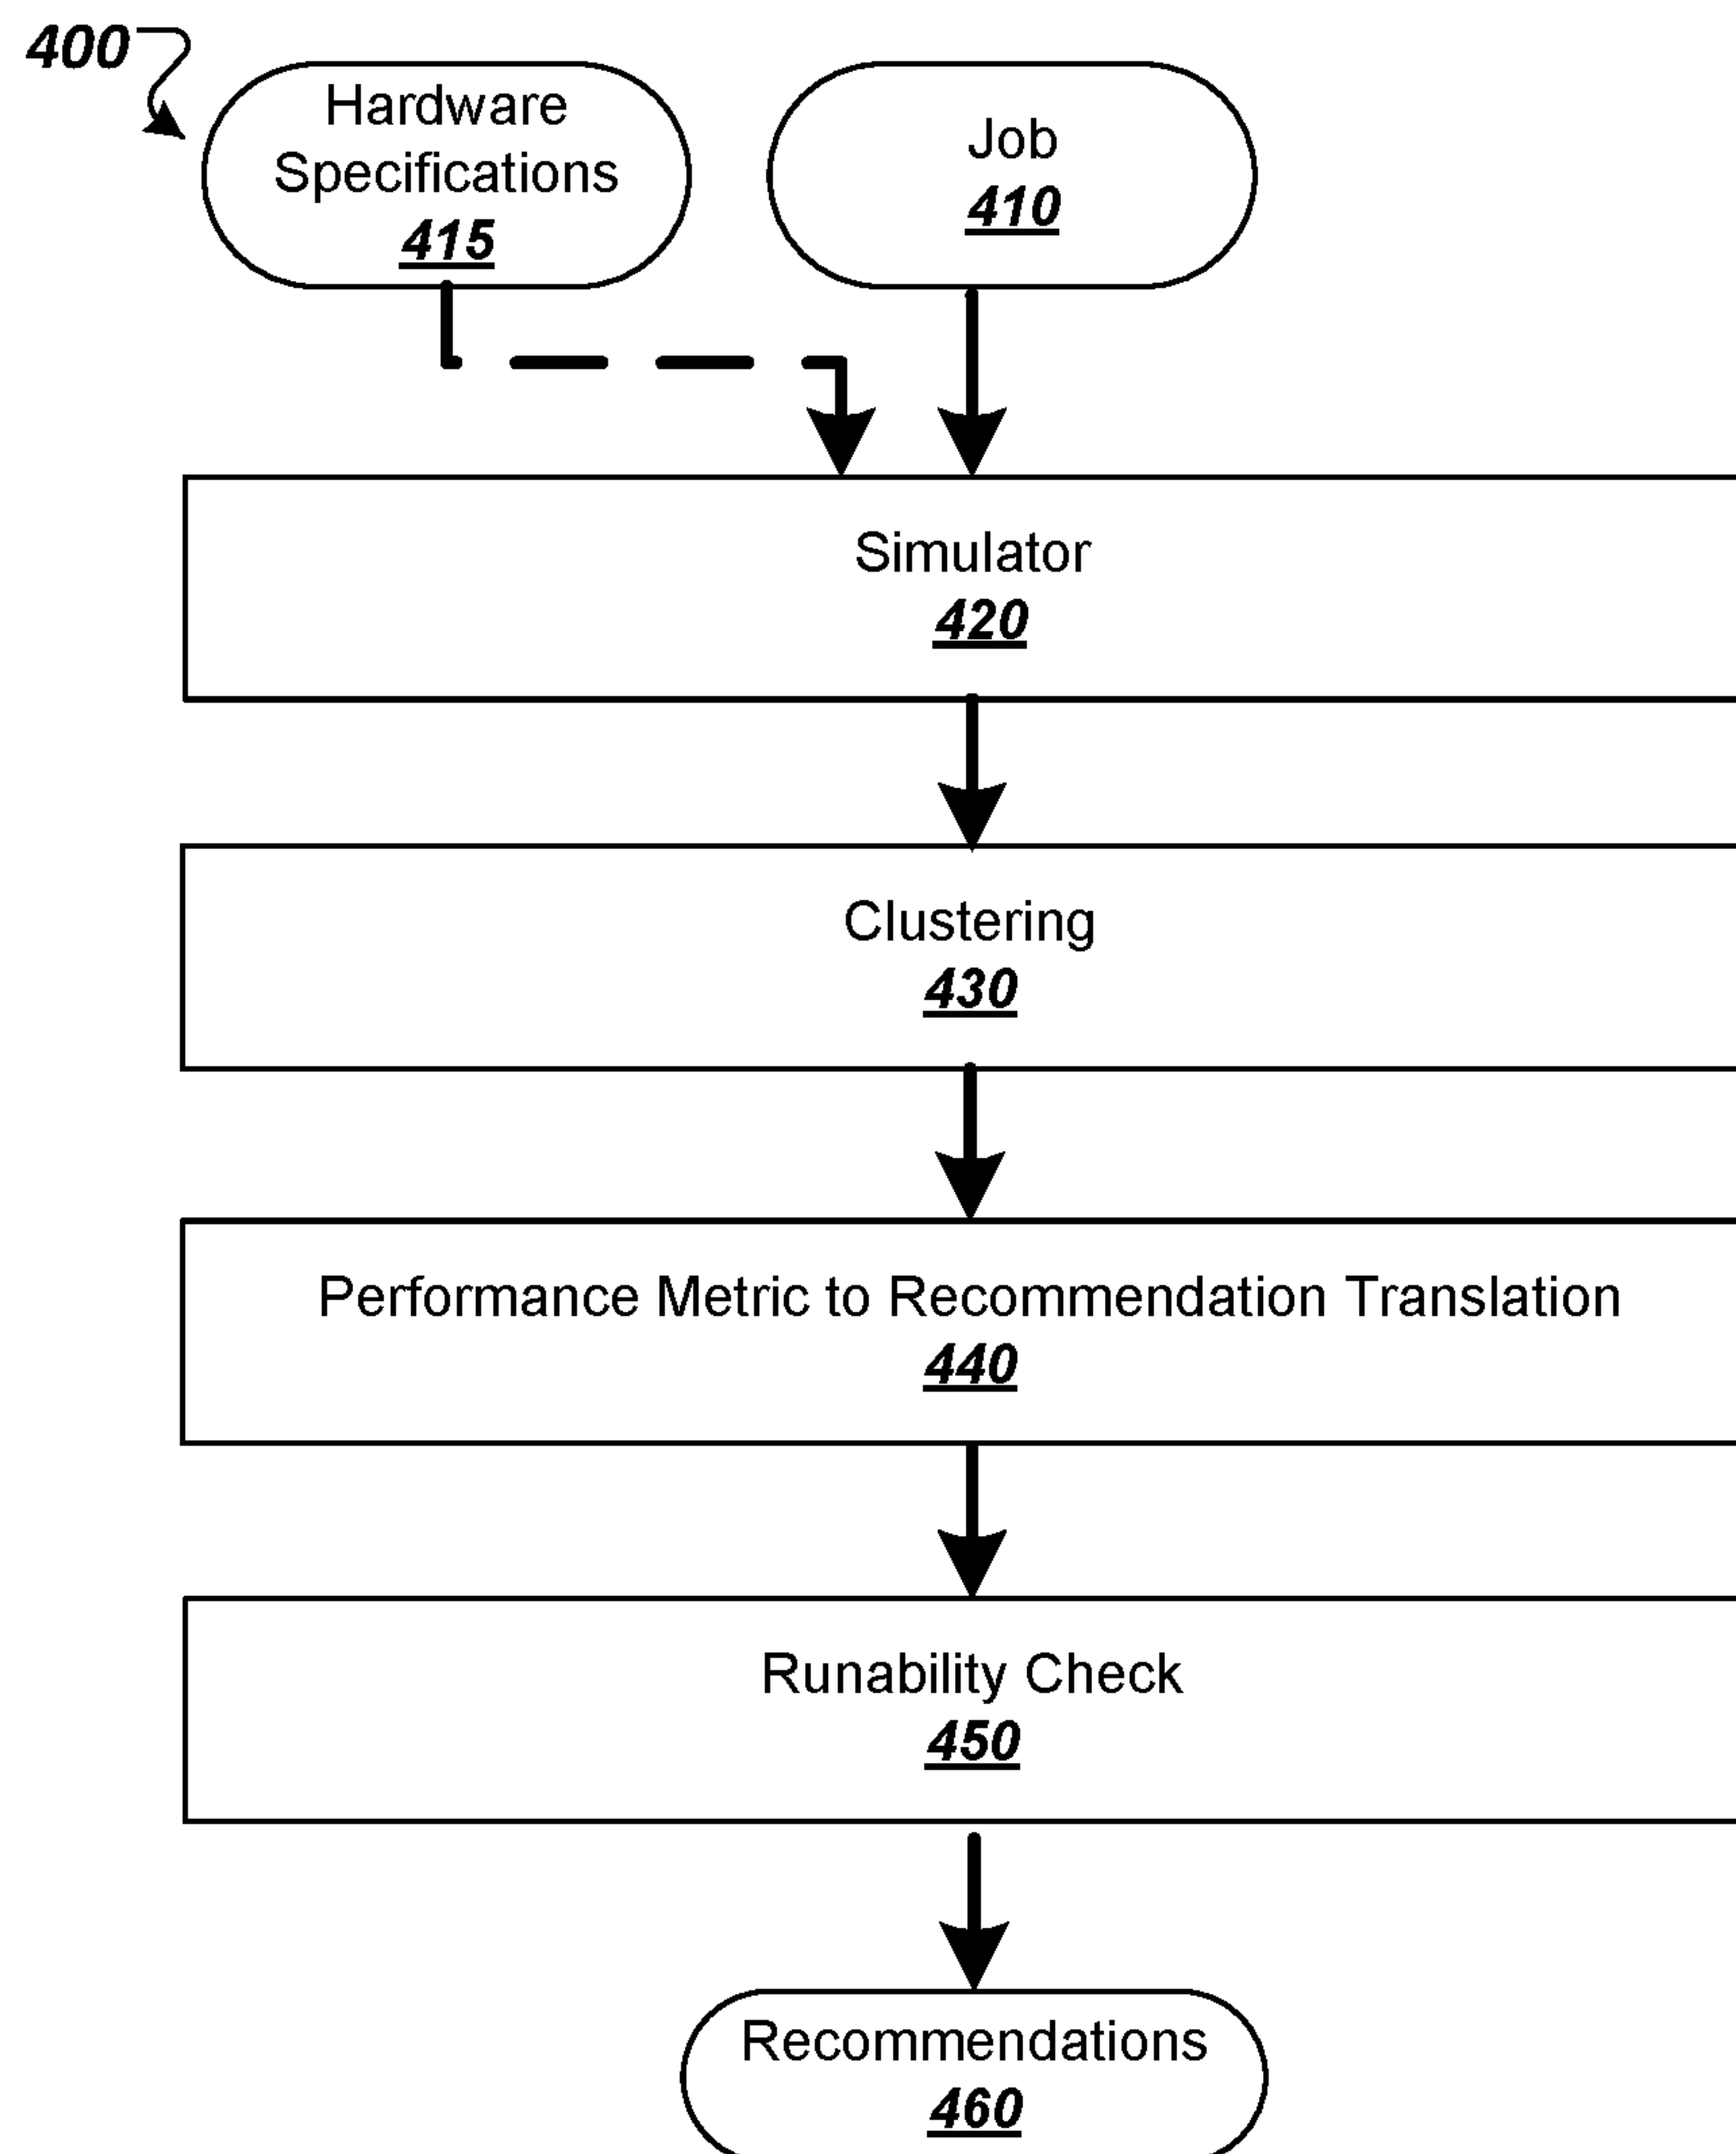 400
Hardware
Specifications
415
Job
410
Simulator
420
Clustering
430
Performance Metric to Recommendation Translation
440
Runability Check
450
Recommendations
460